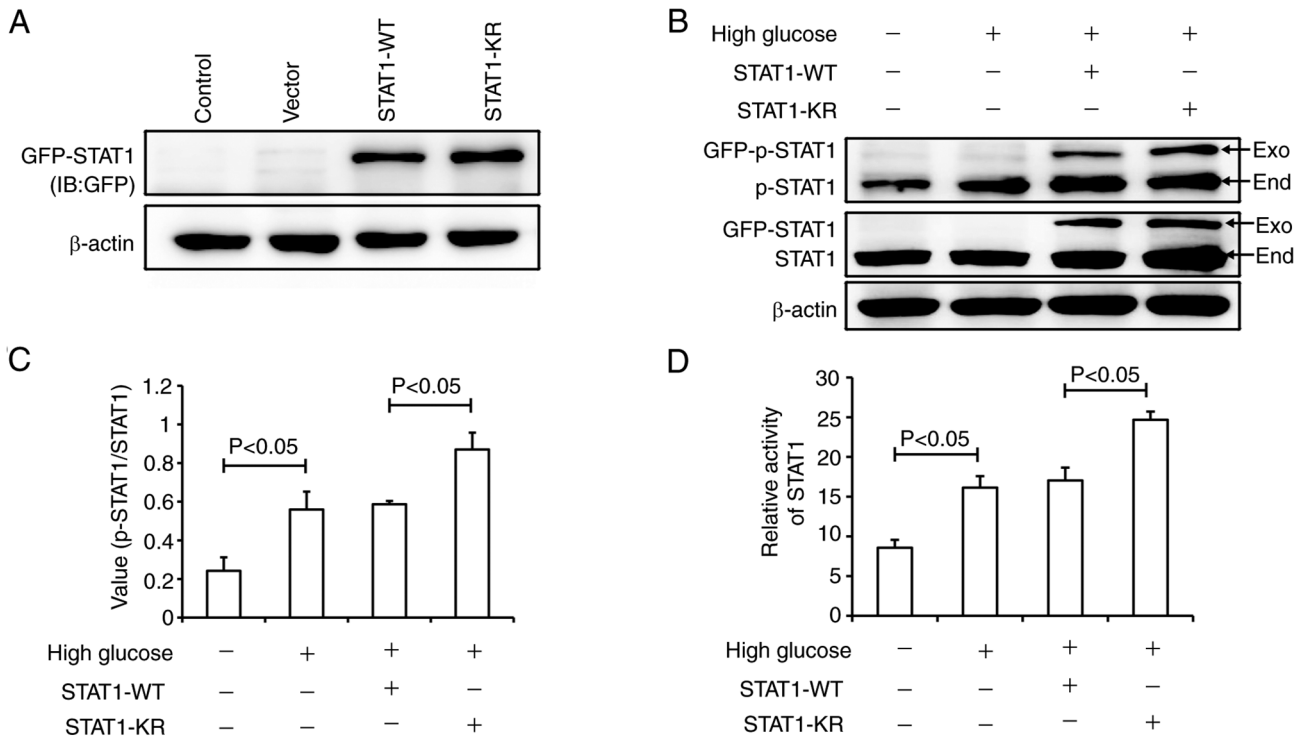 A
Control
Vector
STAT1-WT
STAT1-KR
GFP-STAT1
(IB:GFP)
β-actin
B
High glucose − + + +
STAT1-WT − − + −
STAT1-KR − − − +
GFP-p-STAT1
Exo
p-STAT1
End
GFP-STAT1
Exo
STAT1
End
β-actin
C
Value (p-STAT1/STAT1)
1.2
1
0.8
0.6
0.4
0.2
0
P<0.05
P<0.05
High glucose − + + +
STAT1-WT − − + −
STAT1-KR − − − +
D
Relative activity
of STAT1
30
25
20
15
10
5
0
P<0.05
P<0.05
High glucose − + + +
STAT1-WT − − + −
STAT1-KR − − − +